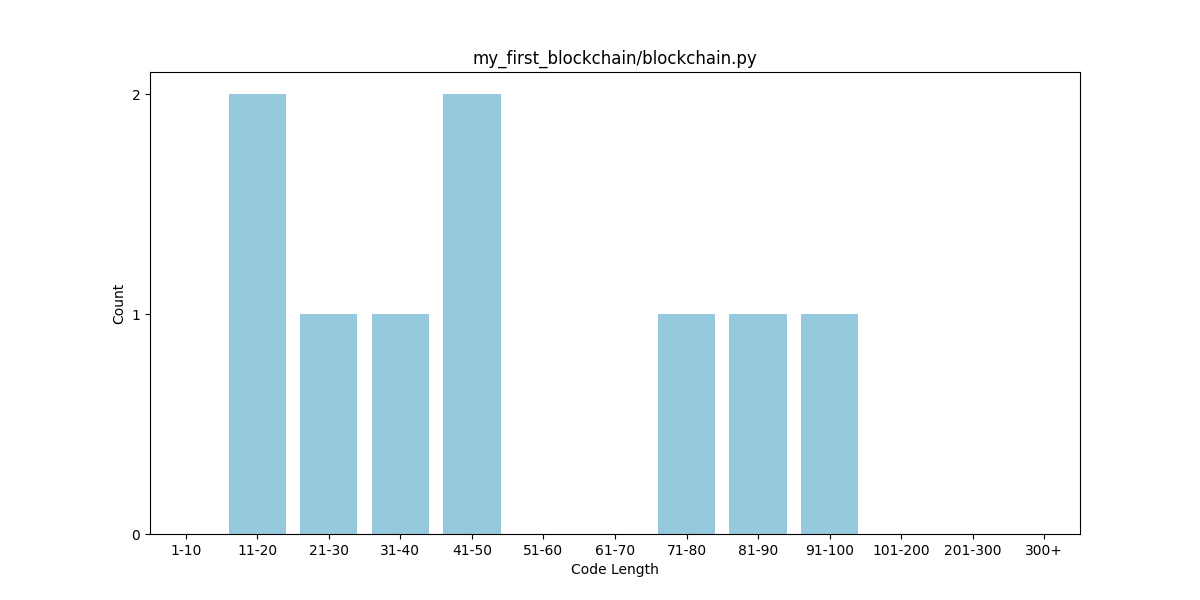 my_first_blockchain/blockchain.py
2
1
0
Count
1-10 11-20 21-30 31-40 41-50 51-60 61-70 71-80 81-90 91-100 101-200 201-300 300+
Code Length